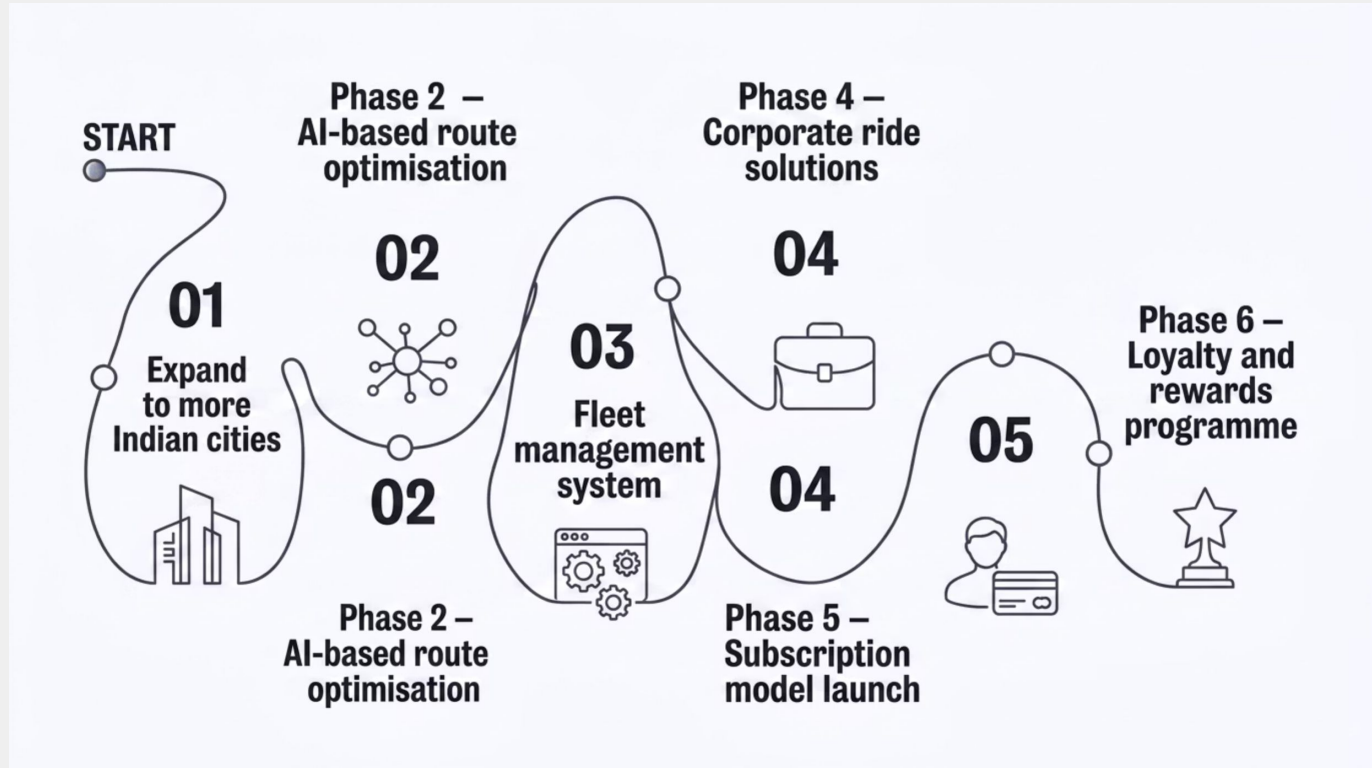 START
01
Expand
to more
Indian cities
Phase 2 –
AI-based route
optimisation
02
02
Phase 2 –
AI-based route
optimisation
03
Fleet
management
system
Phase 4 –
Corporate ride
solutions
04
04
Phase 5 –
Subscription
model launch
05
Phase 6 –
Loyalty and
rewards
programme